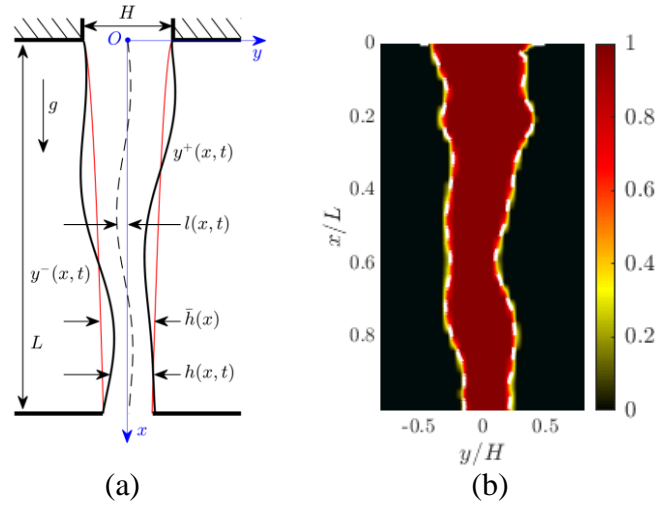 H
O
y
g
y⁺(x, t)
l(x, t)
y⁻(x, t)
L
h̄(x)
h(x, t)
x
(a)
0
0.2
0.4
0.6
0.8
x/L
-0.5
0
0.5
y/H
1
0.8
0.6
0.4
0.2
0
(b)